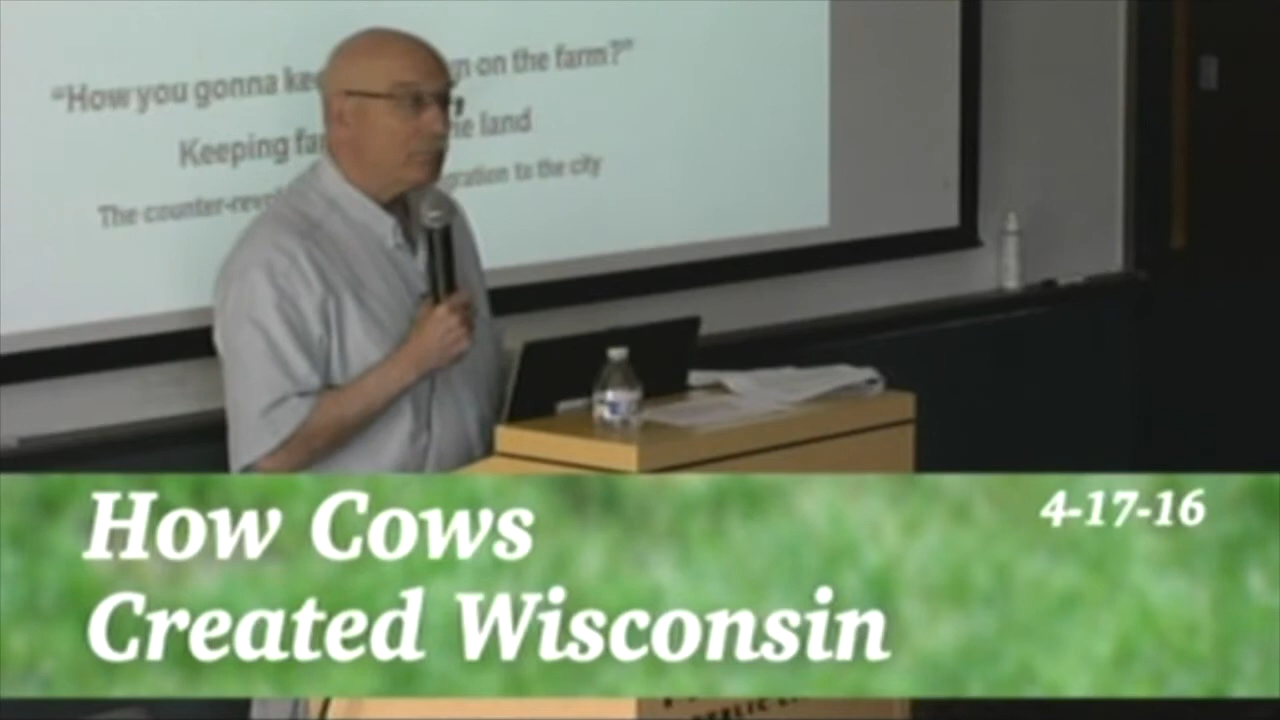 “How you gonna kee n on the farm?”
Keeping fa e land
The counter-rev gration to the city
How Cows
Created Wisconsin
4-17-16